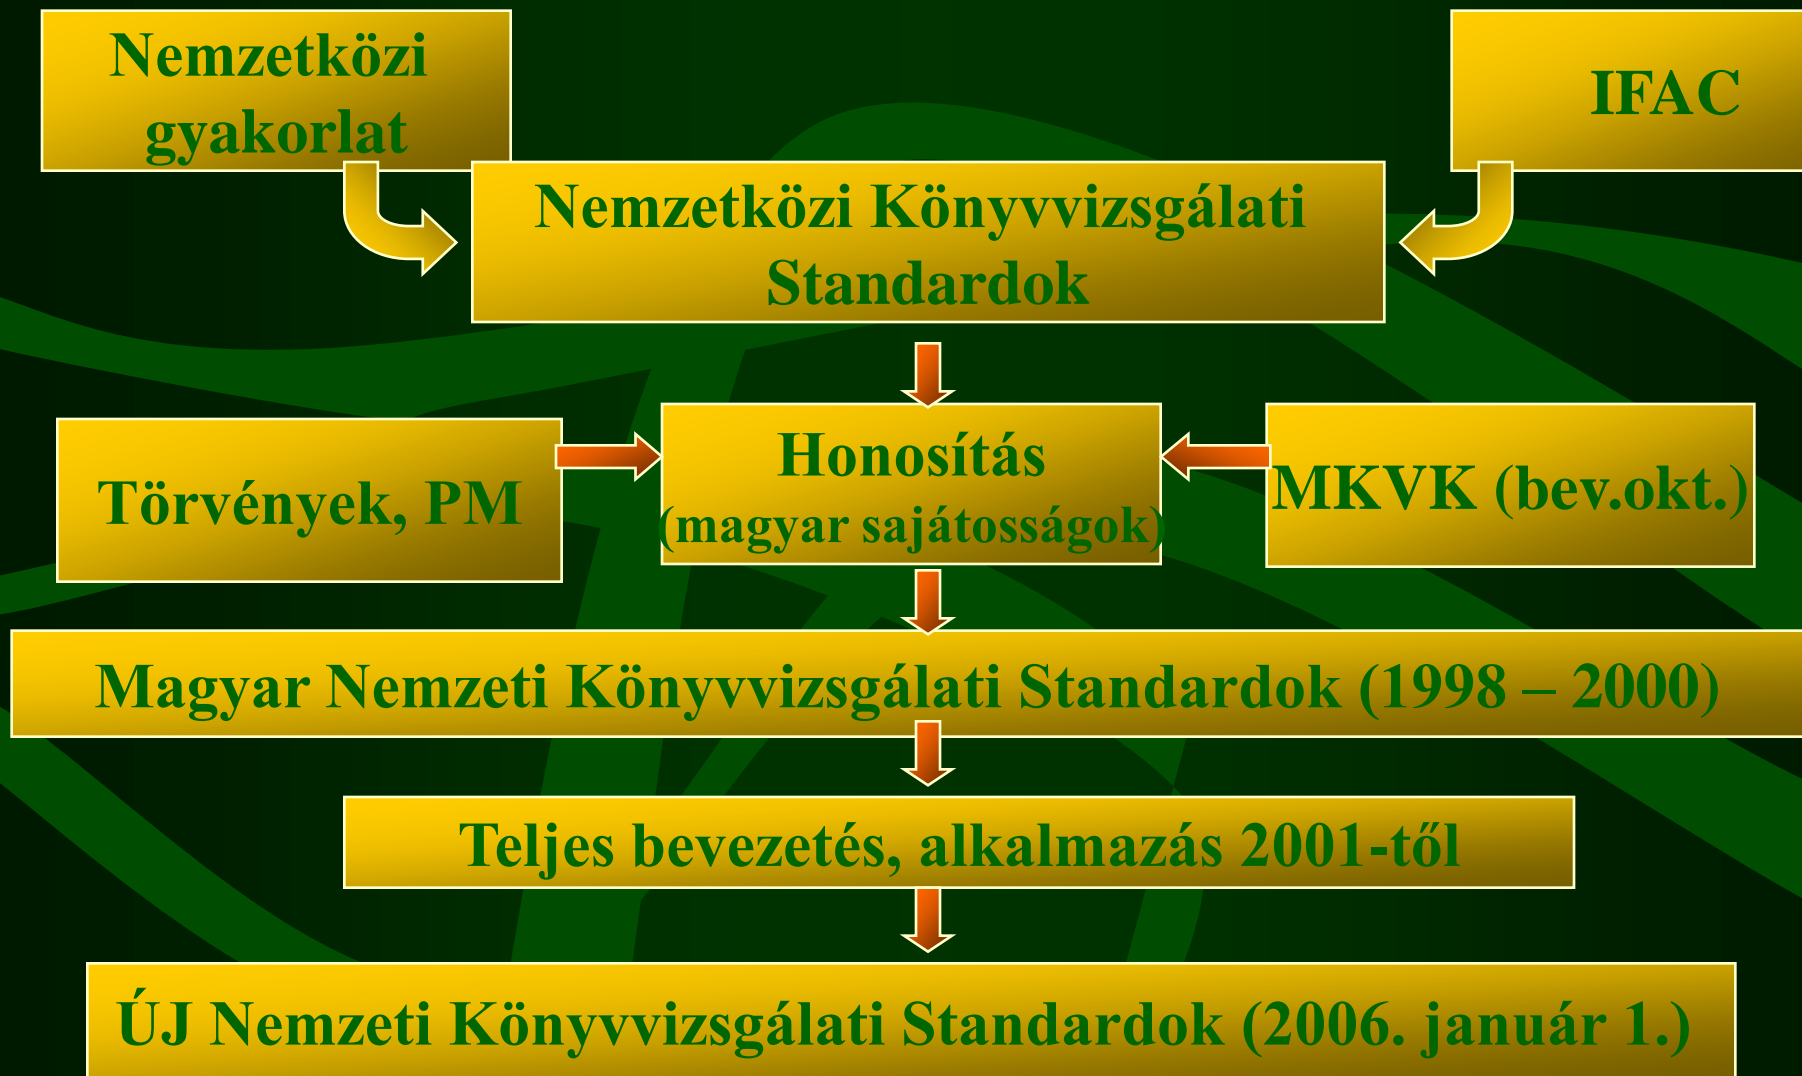 Nemzetközi
gyakorlat
IFAC
Nemzetközi Könyvvizsgálati
Standardok
Törvények, PM
Honosítás
(magyar sajátosságok)
MKVK (bev.okt.)
Magyar Nemzeti Könyvvizsgálati Standardok (1998 – 2000)
Teljes bevezetés, alkalmazás 2001-től
ÚJ Nemzeti Könyvvizsgálati Standardok (2006. január 1.)